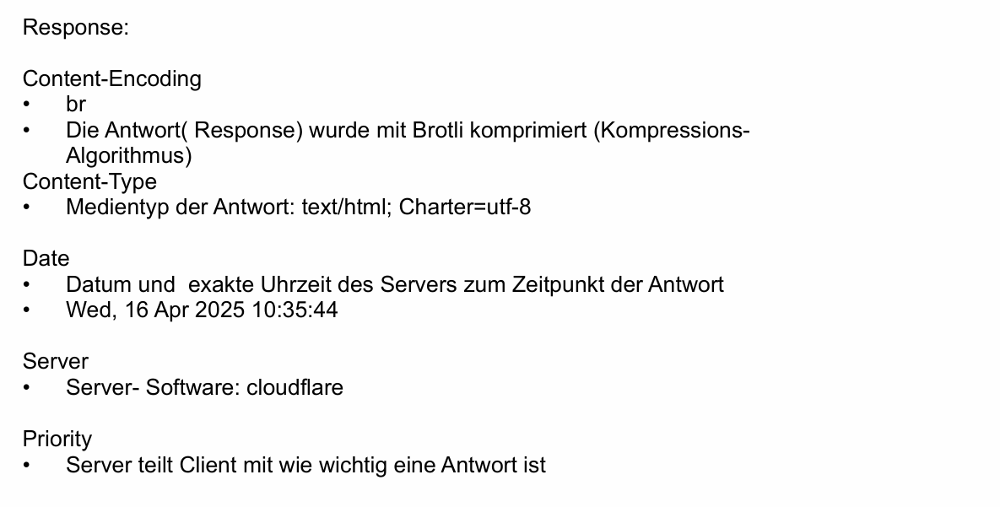 Response:
Content-Encoding
• br
• Die Antwort( Response) wurde mit Brotli komprimiert (Kompressions-
Algorithmus)
Content-Type
• Medientyp der Antwort: text/html; Charter=utf-8
Date
• Datum und  exakte Uhrzeit des Servers zum Zeitpunkt der Antwort
• Wed, 16 Apr 2025 10:35:44
Server
• Server- Software: cloudflare
Priority
• Server teilt Client mit wie wichtig eine Antwort ist